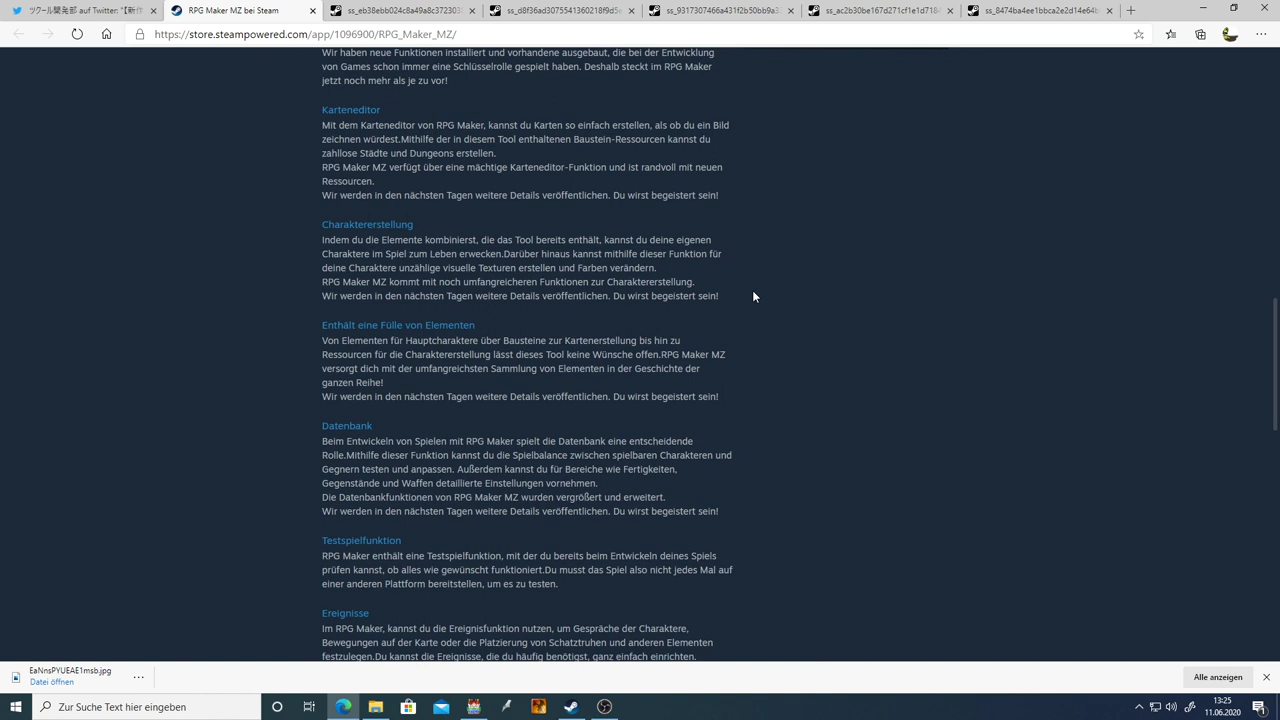 ツクール開発部 auf Twitter: "【新作
RPG Maker MZ bei Steam
ss_eb38ebb024c8a49a8c372303
ss_d8f36ad3075541360218f9d5e
ss_9317407466a431f2b50bb9a3
ss_ac2b30be167d271cf1e1d7184
ss_8474ba4ee1bbca2e2d14e64b
https://store.steampowered.com/app/1096900/RPG_Maker_MZ/
Wir haben neue Funktionen installiert und vorhandene ausgebaut, die bei der Entwicklung
von Games schon immer eine Schlüsselrolle gespielt haben. Deshalb steckt im RPG Maker
jetzt noch mehr als je zu vor!
Karteneditor
Mit dem Karteneditor von RPG Maker, kannst du Karten so einfach erstellen, als ob du ein Bild
zeichnen würdest.Mithilfe der in diesem Tool enthaltenen Baustein-Ressourcen kannst du
zahllose Städte und Dungeons erstellen.
RPG Maker MZ verfügt über eine mächtige Karteneditor-Funktion und ist randvoll mit neuen
Ressourcen.
Wir werden in den nächsten Tagen weitere Details veröffentlichen. Du wirst begeistert sein!
Charaktererstellung
Indem du die Elemente kombinierst, die das Tool bereits enthält, kannst du deine eigenen
Charaktere im Spiel zum Leben erwecken.Darüber hinaus kannst mithilfe dieser Funktion für
deine Charaktere unzählige visuelle Texturen erstellen und Farben verändern.
RPG Maker MZ kommt mit noch umfangreicheren Funktionen zur Charaktererstellung.
Wir werden in den nächsten Tagen weitere Details veröffentlichen. Du wirst begeistert sein!
Enthält eine Fülle von Elementen
Von Elementen für Hauptcharaktere über Bausteine zur Kartenerstellung bis hin zu
Ressourcen für die Charaktererstellung lässt dieses Tool keine Wünsche offen.RPG Maker MZ
versorgt dich mit der umfangreichsten Sammlung von Elementen in der Geschichte der
ganzen Reihe!
Wir werden in den nächsten Tagen weitere Details veröffentlichen. Du wirst begeistert sein!
Datenbank
Beim Entwickeln von Spielen mit RPG Maker spielt die Datenbank eine entscheidende
Rolle.Mithilfe dieser Funktion kannst du die Spielbalance zwischen spielbaren Charakteren und
Gegnern testen und anpassen. Außerdem kannst du für Bereiche wie Fertigkeiten,
Gegenstände und Waffen detaillierte Einstellungen vornehmen.
Die Datenbankfunktionen von RPG Maker MZ wurden vergrößert und erweitert.
Wir werden in den nächsten Tagen weitere Details veröffentlichen. Du wirst begeistert sein!
Testspielfunktion
RPG Maker enthält eine Testspielfunktion, mit der du bereits beim Entwickeln deines Spiels
prüfen kannst, ob alles wie gewünscht funktioniert.Du musst das Spiel also nicht jedes Mal auf
einer anderen Plattform bereitstellen, um es zu testen.
Ereignisse
Im RPG Maker, kannst du die Ereignisfunktion nutzen, um Gespräche der Charaktere,
Bewegungen auf der Karte oder die Platzierung von Schatztruhen und anderen Elementen
festzulegen.Du kannst die Ereignisse, die du häufig benötigst, ganz einfach einrichten.
EaNnsPYUEAE1msb.jpg
Datei öffnen
Alle anzeigen
Zur Suche Text hier eingeben
13:25
11.06.2020
1